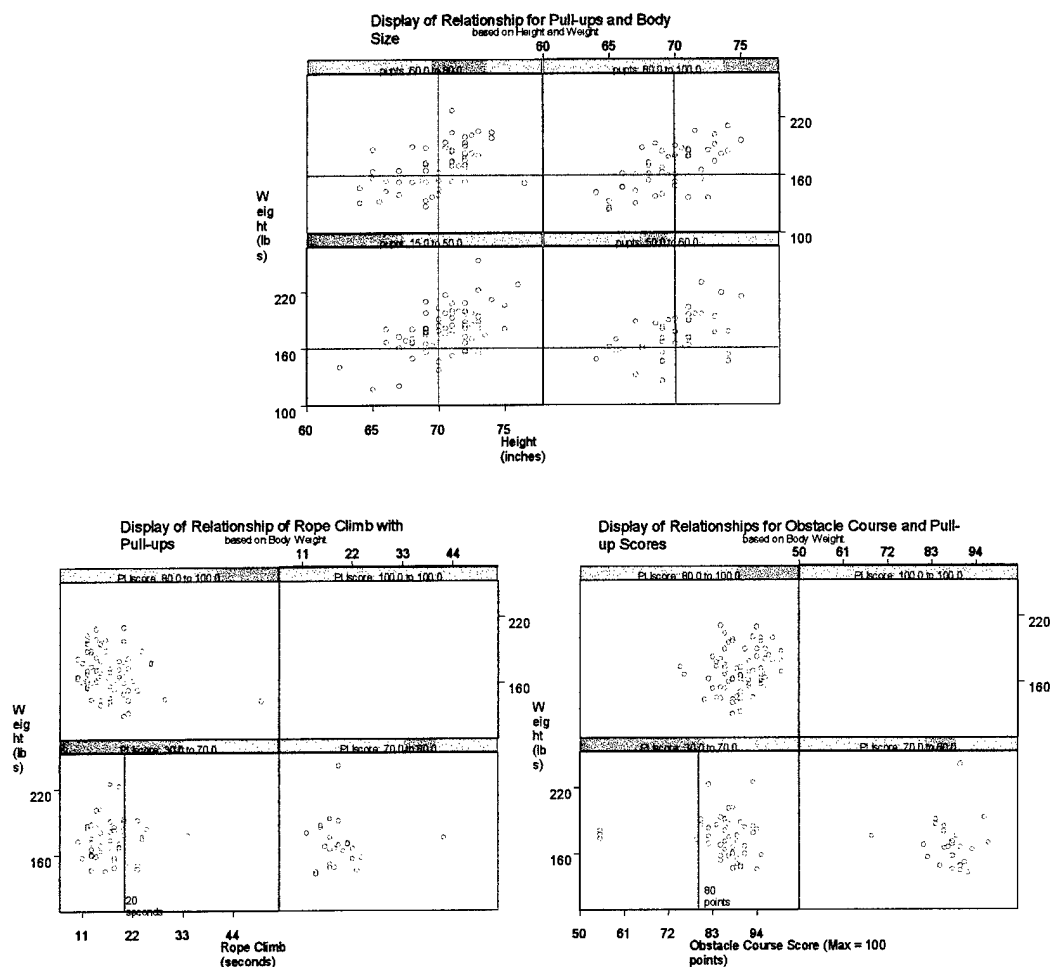 Display of Relationship for Pull-ups and Body
Size
based on Height and Weight
60 65 70 75
pupts: 60.0 to 80.0
pupts: 80.0 to 100.0
220
160
100
W
eig
ht (lb
s)
pupts: 15.0 to 50.0
pupts: 50.0 to 60.0
220
160
100
60 65 70 75
Height
(inches)
Display of Relationship of Rope Climb with
Pull-ups
based on Body Weight
11 22 33 44
PUscore: 80.0 to 100.0
PUscore: 100.0 to 100.0
220
160
W
eig
ht (lb
s)
PUscore: 30.0 to 70.0
PUscore: 70.0 to 80.0
220
160
20
seconds
11 22 33 44
Rope Climb
(seconds)
Display of Relationships for Obstacle Course and Pull-
up Scores
based on Body Weight
50 61 72 83 94
PUscore: 80.0 to 100.0
PUscore: 100.0 to 100.0
220
160
W
eig
ht (lb
s)
PUscore: 30.0 to 70.0
PUscore: 70.0 to 80.0
220
160
80
points
50 61 72 83 94
Obstacle Course Score (Max = 100
points)